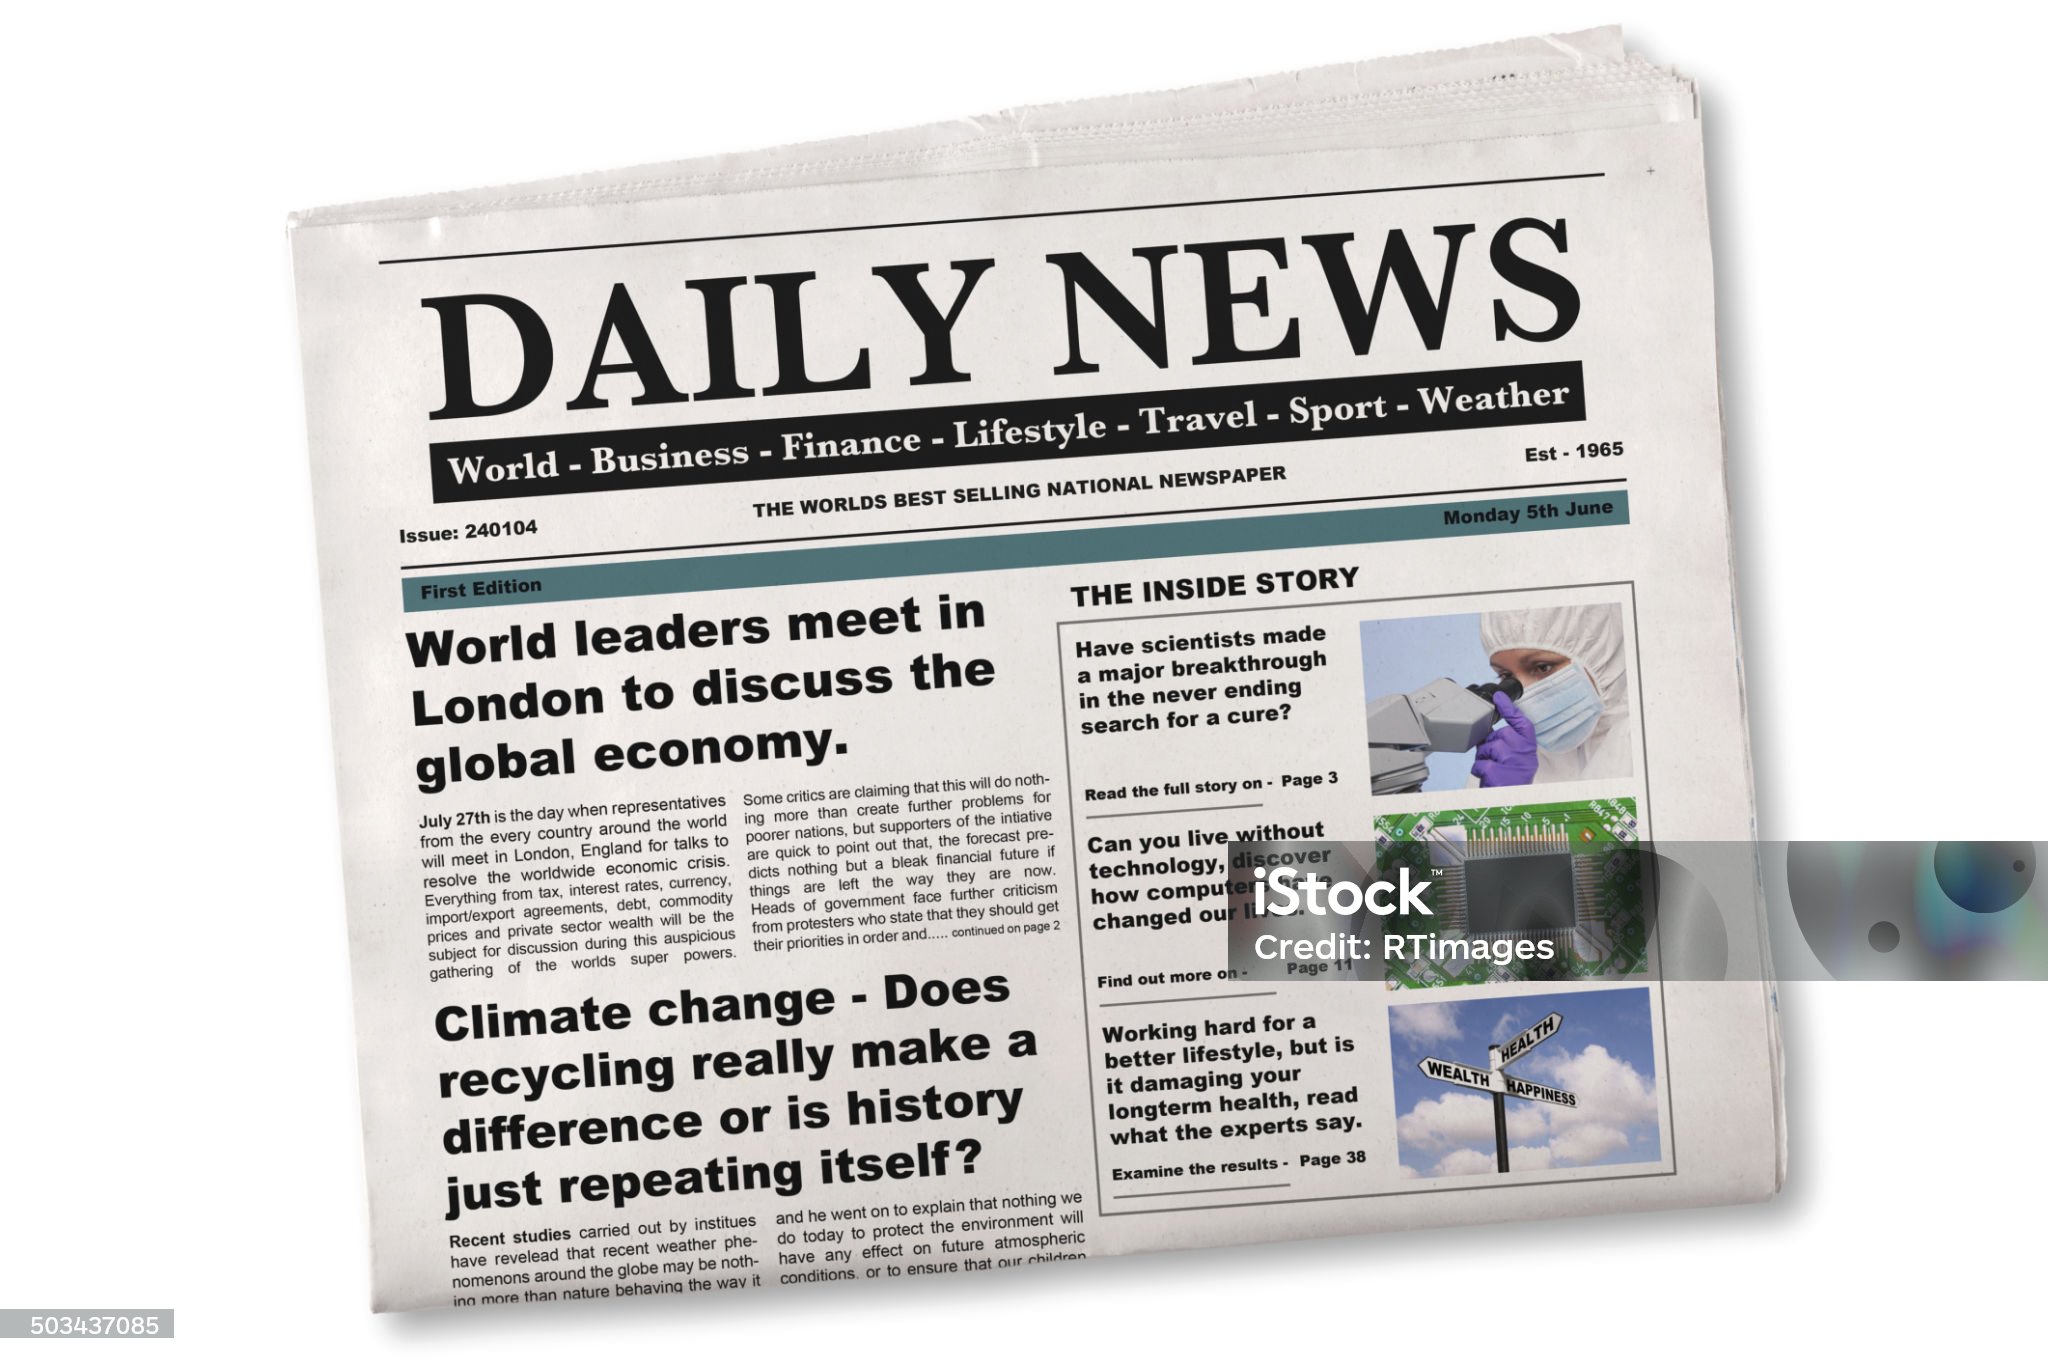 DAILY NEWS
World - Business - Finance - Lifestyle - Travel - Sport - Weather
Issue: 240104
THE WORLDS BEST SELLING NATIONAL NEWSPAPER
Est - 1965
First Edition
Monday 5th June
World leaders meet in
London to discuss the
global economy.
July 27th is the day when representatives
from the every country around the world
will meet in London, England for talks to
resolve the worldwide economic crisis.
Everything from tax, interest rates, currency,
import/export agreements, debt, commodity
prices and private sector wealth will be the
subject for discussion during this auspicious
gathering of the worlds super powers.
Some critics are claiming that this will do noth-
ing more than create further problems for
poorer nations, but supporters of the intiative
are quick to point out that, the forecast pre-
dicts nothing but a bleak financial future if
things are left the way they are now.
Heads of government face further criticism
from protesters who state that they should get
their priorities in order and..... continued on page 2
Climate change - Does
recycling really make a
difference or is history
just repeating itself?
Recent studies carried out by institues
have revelead that recent weather phe-
nomenons around the globe may be noth-
ing more than nature behaving the way it
and he went on to explain that nothing we
do today to protect the environment will
have any effect on future atmospheric
conditions, or to ensure that our children
THE INSIDE STORY
Have scientists made
a major breakthrough
in the never ending
search for a cure?
Read the full story on - Page 3
Can you live without
technology, discover
how computers have
changed our lives.
Find out more on - Page 11
Working hard for a
better lifestyle, but is
it damaging your
longterm health, read
what the experts say.
Examine the results - Page 38
HEALTH
WEALTH
HAPPINESS
iStock™
Credit: RTimages
503437085